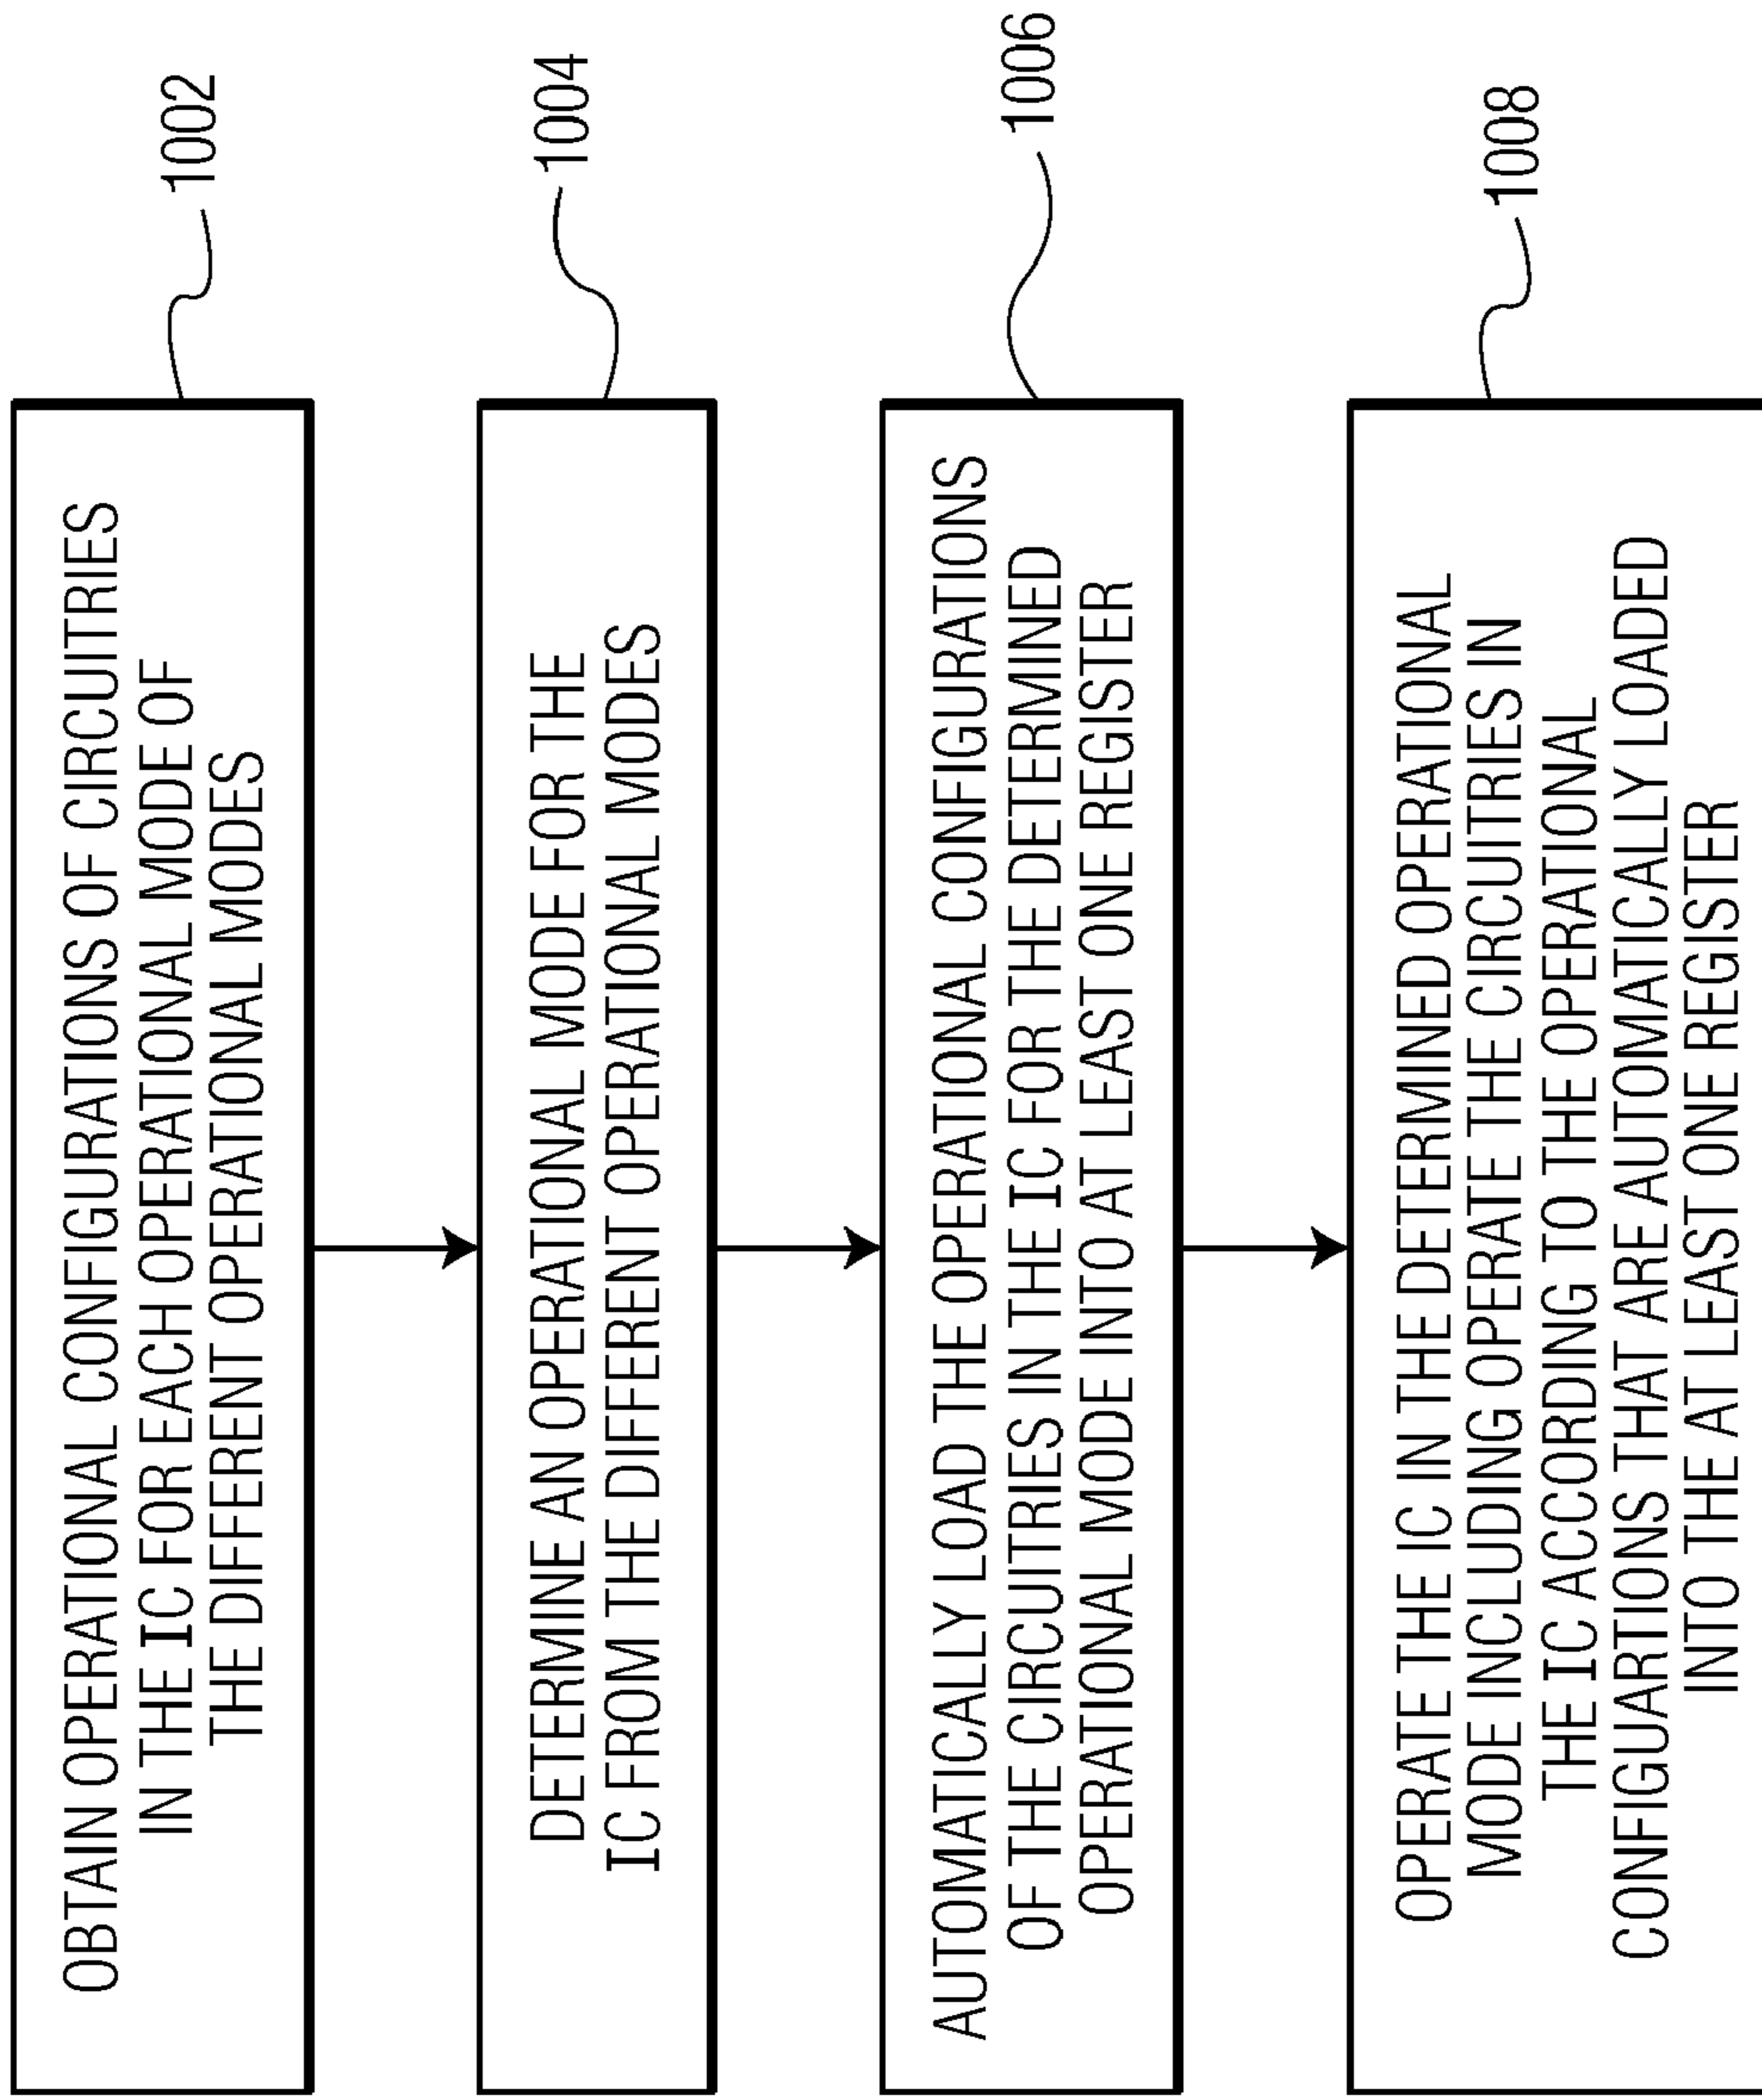 OBTAIN OPERATIONAL CONFIGURATIONS OF CIRCUITRIES
IN THE IC FOR EACH OPERATIONAL MODE OF
THE DIFFERENT OPERATIONAL MODES
1002
DETERMINE AN OPERATIONAL MODE FOR THE
IC FROM THE DIFFERENT OPERATIONAL MODES
1004
AUTOMATICALLY LOAD THE OPERATIONAL CONFIGURATIONS
OF THE CIRCUITRIES IN THE IC FOR THE DETERMINED
OPERATIONAL MODE INTO AT LEAST ONE REGISTER
1006
OPERATE THE IC IN THE DETERMINED OPERATIONAL
MODE INCLUDING OPERATE THE CIRCUITRIES IN
THE IC ACCORDING TO THE OPERATIONAL
CONFIGUARTIONS THAT ARE AUTOMATICALLY LOADED
INTO THE AT LEAST ONE REGISTER
1008